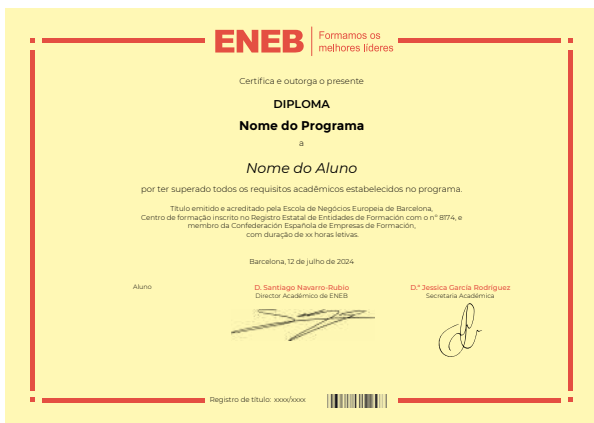 ENEB
Formamos os
melhores líderes
Certifica e outorga o presente
DIPLOMA
Nome do Programa
a
Nome do Aluno
por ter superado todos os requisitos acadêmicos estabelecidos no programa.
Título emitido e acreditado pela Escola de Negócios Europeia de Barcelona,
Centro de formação inscrito no Registro Estatal de Entidades de Formación com o nº 8174, e
membro da Confederación Española de Empresas de Formación,
com duração de xx horas letivas.
Barcelona, 12 de julho de 2024
Aluno
D. Santiago Navarro-Rubio
Director Académico de ENEB
D.ª Jessica García Rodríguez
Secretaria Académica
Registro de título: xxxx/xxxx